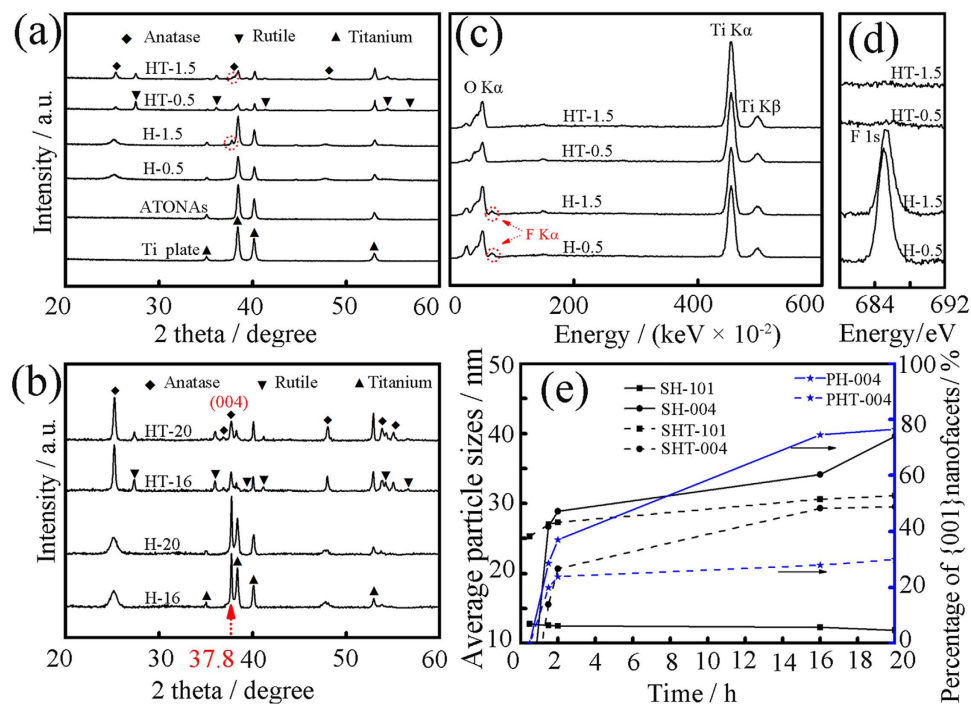 (a)
Anatase Rutile Titanium
HT-1.5
HT-0.5
H-1.5
H-0.5
ATONAs
Ti plate
Intensity / a.u.
20 30 40 50 60
2 theta / degree
(c)
Ti Kα
O Kα
Ti Kβ
HT-1.5
HT-0.5
H-1.5
F Kα
H-0.5
0 200 400 600
Energy / (keV × 10⁻²)
(d)
HT-1.5
HT-0.5
F 1s
H-1.5
H-0.5
684 692
Energy/eV
(b)
Anatase Rutile Titanium
(004)
HT-20
HT-16
H-20
H-16
Intensity / a.u.
20 30 40 50 60
37.8
2 theta / degree
(e)
SH-101
SH-004
SHT-101
SHT-004
PH-004
PHT-004
Average particle sizes / nm
50
40
30
20
10
0 2 4 6 8 10 12 14 16 18 20
Time / h
100
80
60
40
20
0
Percentage of {001}nanofacets/ %